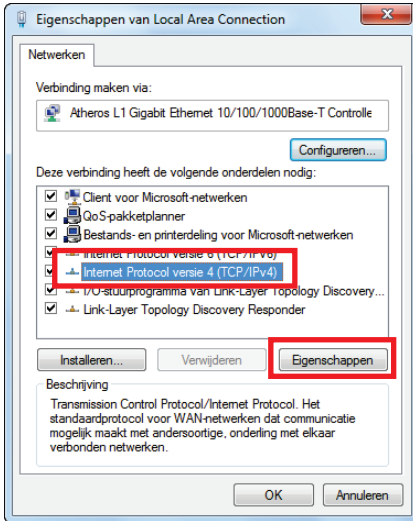 Eigenschappen van Local Area Connection
Netwerken
Verbinding maken via:
Atheros L1 Gigabit Ethernet 10/100/1000Base-T Controlle
Configureren...
Deze verbinding heeft de volgende onderdelen nodig:
Client voor Microsoft-netwerken
QoS-pakketplanner
Bestands- en printerdeling voor Microsoft-netwerken
Internet Protocol versie 6 (TCP/IPv6)
Internet Protocol versie 4 (TCP/IPv4)
I/O-stuurprogramma van Link-Layer Topology Discovery...
Link-Layer Topology Discovery Responder
Installeren... Verwijderen Eigenschappen
Beschrijving
Transmission Control Protocol/Internet Protocol. Het
standaardprotocol voor WAN-netwerken dat communicatie
mogelijk maakt met andersoortige, onderling met elkaar
verbonden netwerken.
OK Annuleren